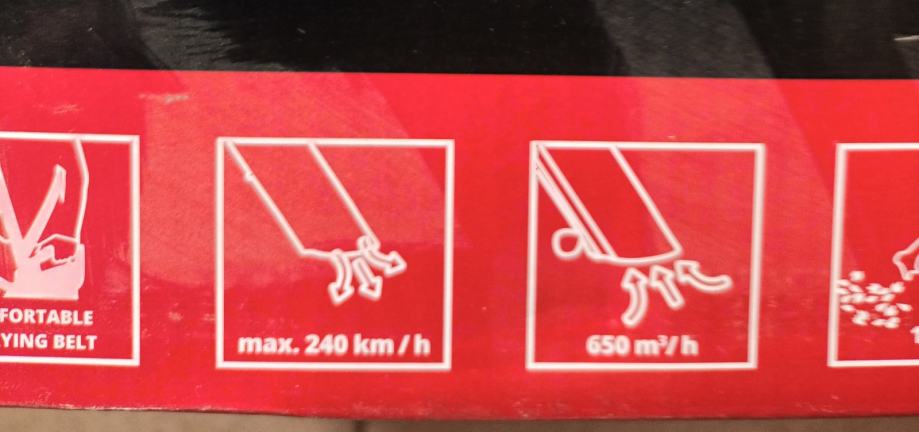 FORTABLE
YING BELT
max. 240 km/h
650 m³/h